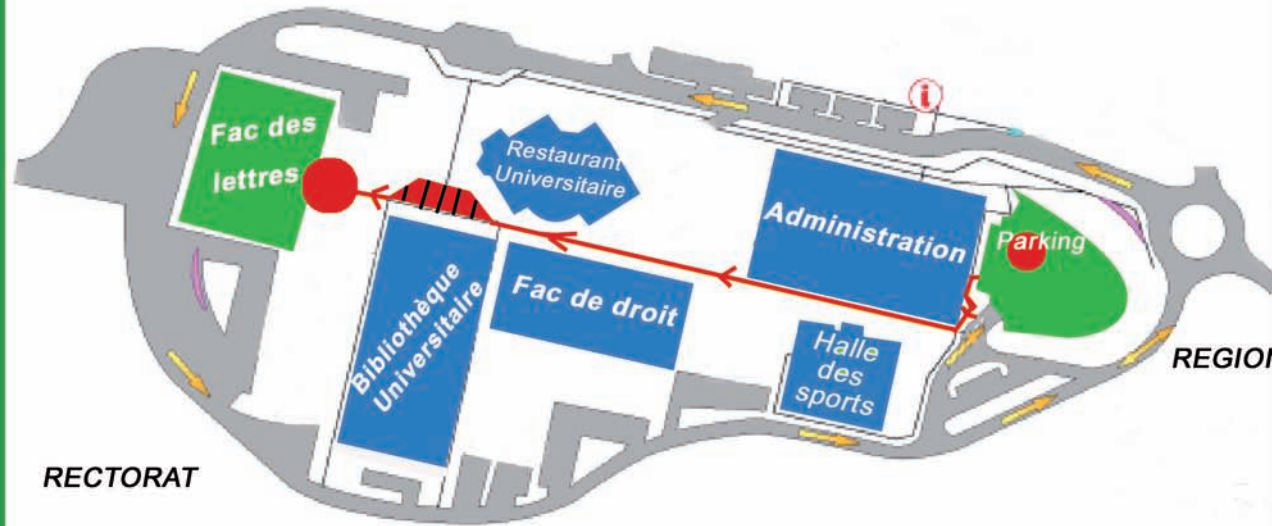 Fac des
lettres
Restaurant
Universitaire
i
Administration
Parking
Bibliothèque
Universitaire
Fac de droit
Halle
des
sports
REGION
RECTORAT